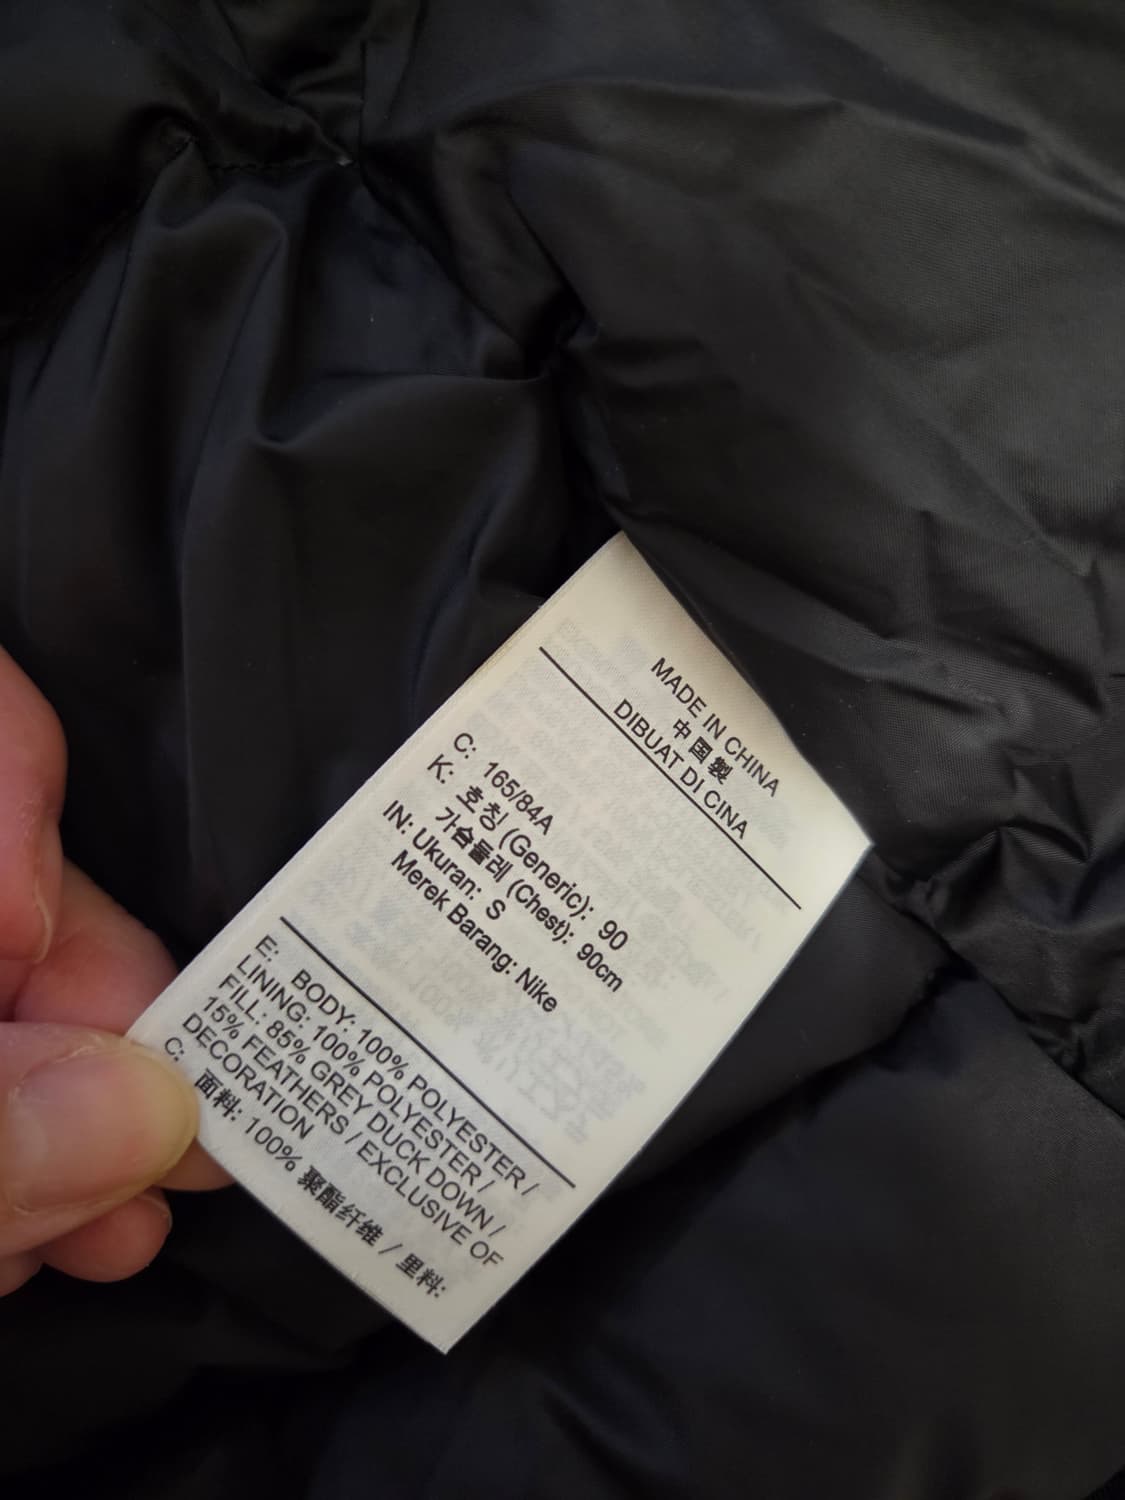 MADE IN CHINA
中国製
DIBUAT DI CINA
C: 165/84A
K: 호칭 (Generic): 90
가슴둘레 (Chest): 90cm
IN: Ukuran: S
Merek Barang: Nike
E: BODY: 100% POLYESTER /
LINING: 100% POLYESTER /
FILL: 85% GREY DUCK DOWN /
15% FEATHERS / EXCLUSIVE OF
DECORATION
C: 面料: 100% 聚酯纤维 / 里料: